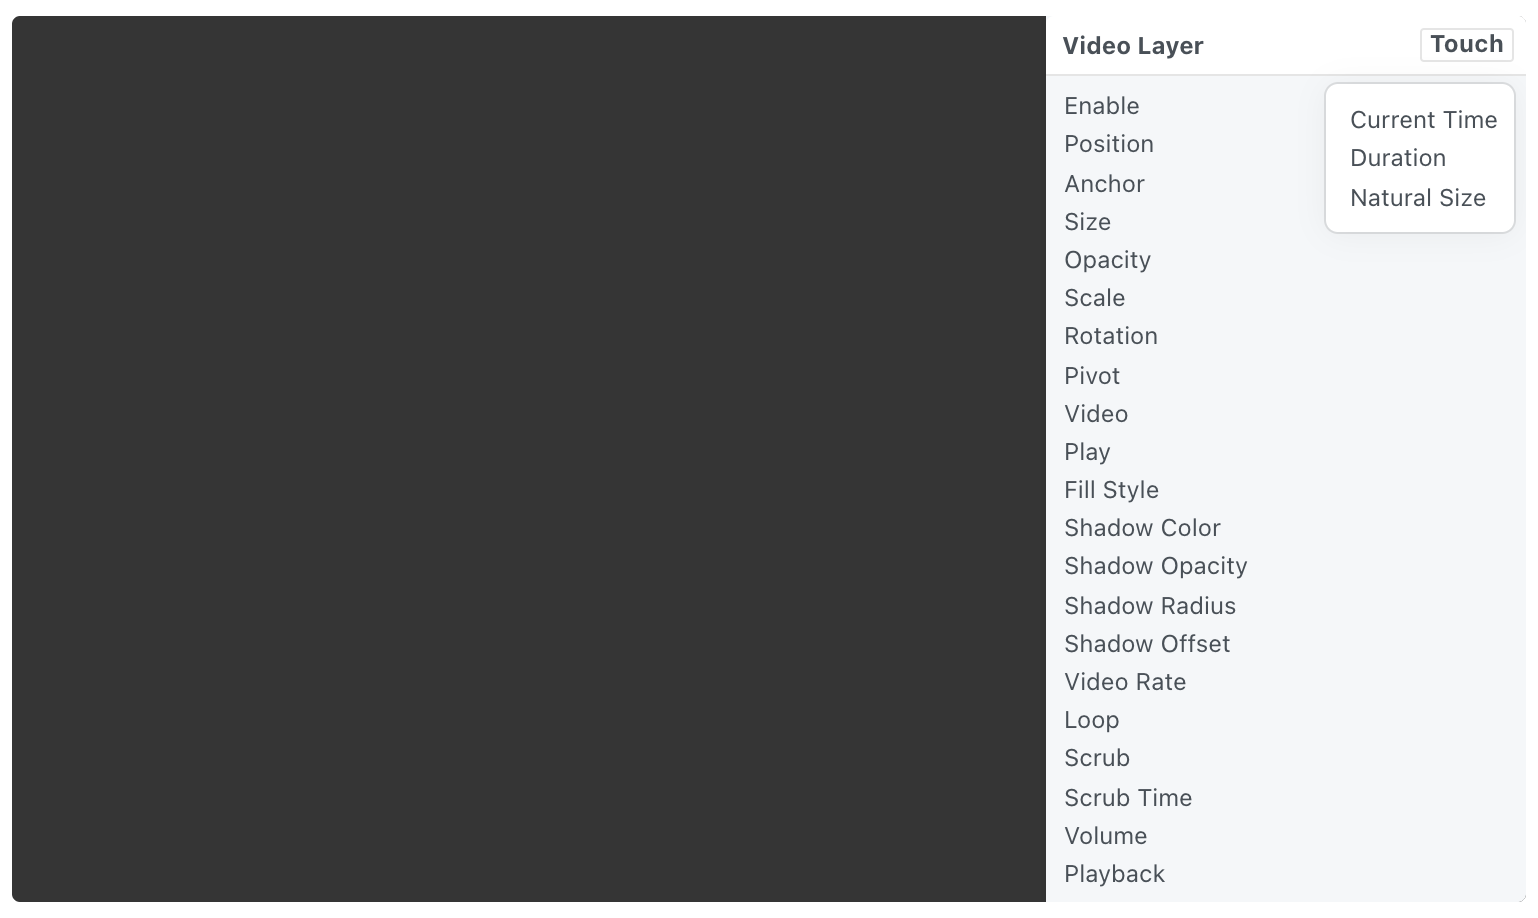 Video Layer
Touch
Enable
Position
Anchor
Size
Opacity
Scale
Rotation
Pivot
Video
Play
Fill Style
Shadow Color
Shadow Opacity
Shadow Radius
Shadow Offset
Video Rate
Loop
Scrub
Scrub Time
Volume
Playback
Current Time
Duration
Natural Size